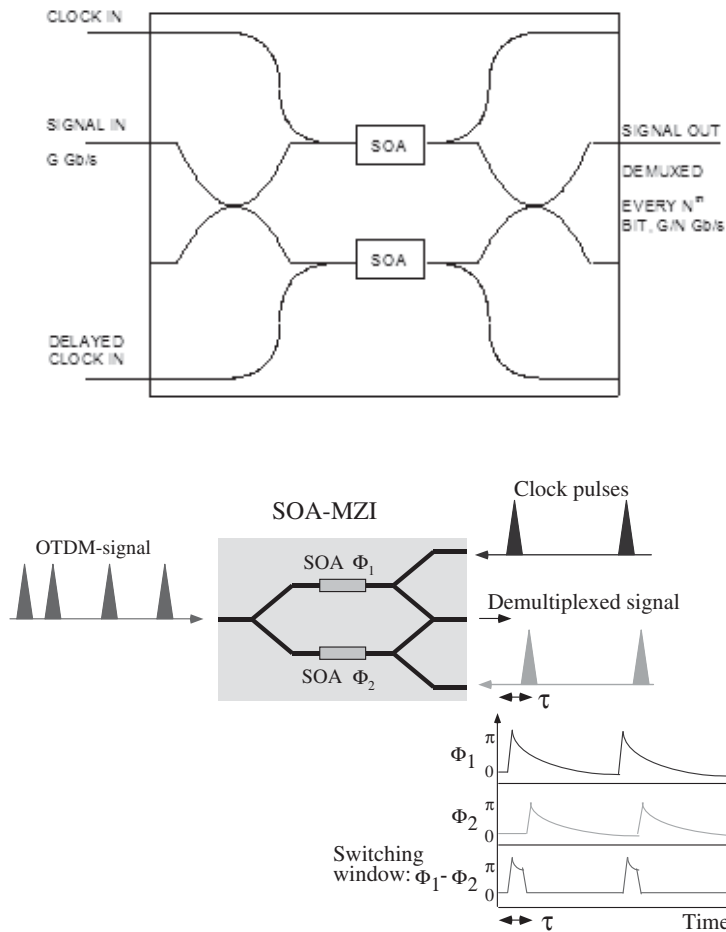 CLOCK IN
SIGNAL IN
G Gb/s
SOA
SIGNAL OUT
DEMUXED
EVERY Nᵗʰ
BIT, G/N Gb/s
SOA
DELAYED
CLOCK IN
SOA-MZI
Clock pulses
OTDM-signal
SOA Φ₁
Demultiplexed signal
SOA Φ₂
τ
π
Φ₁
0
π
Φ₂
0
Switching
window: Φ₁-Φ₂
π
0
τ
Time